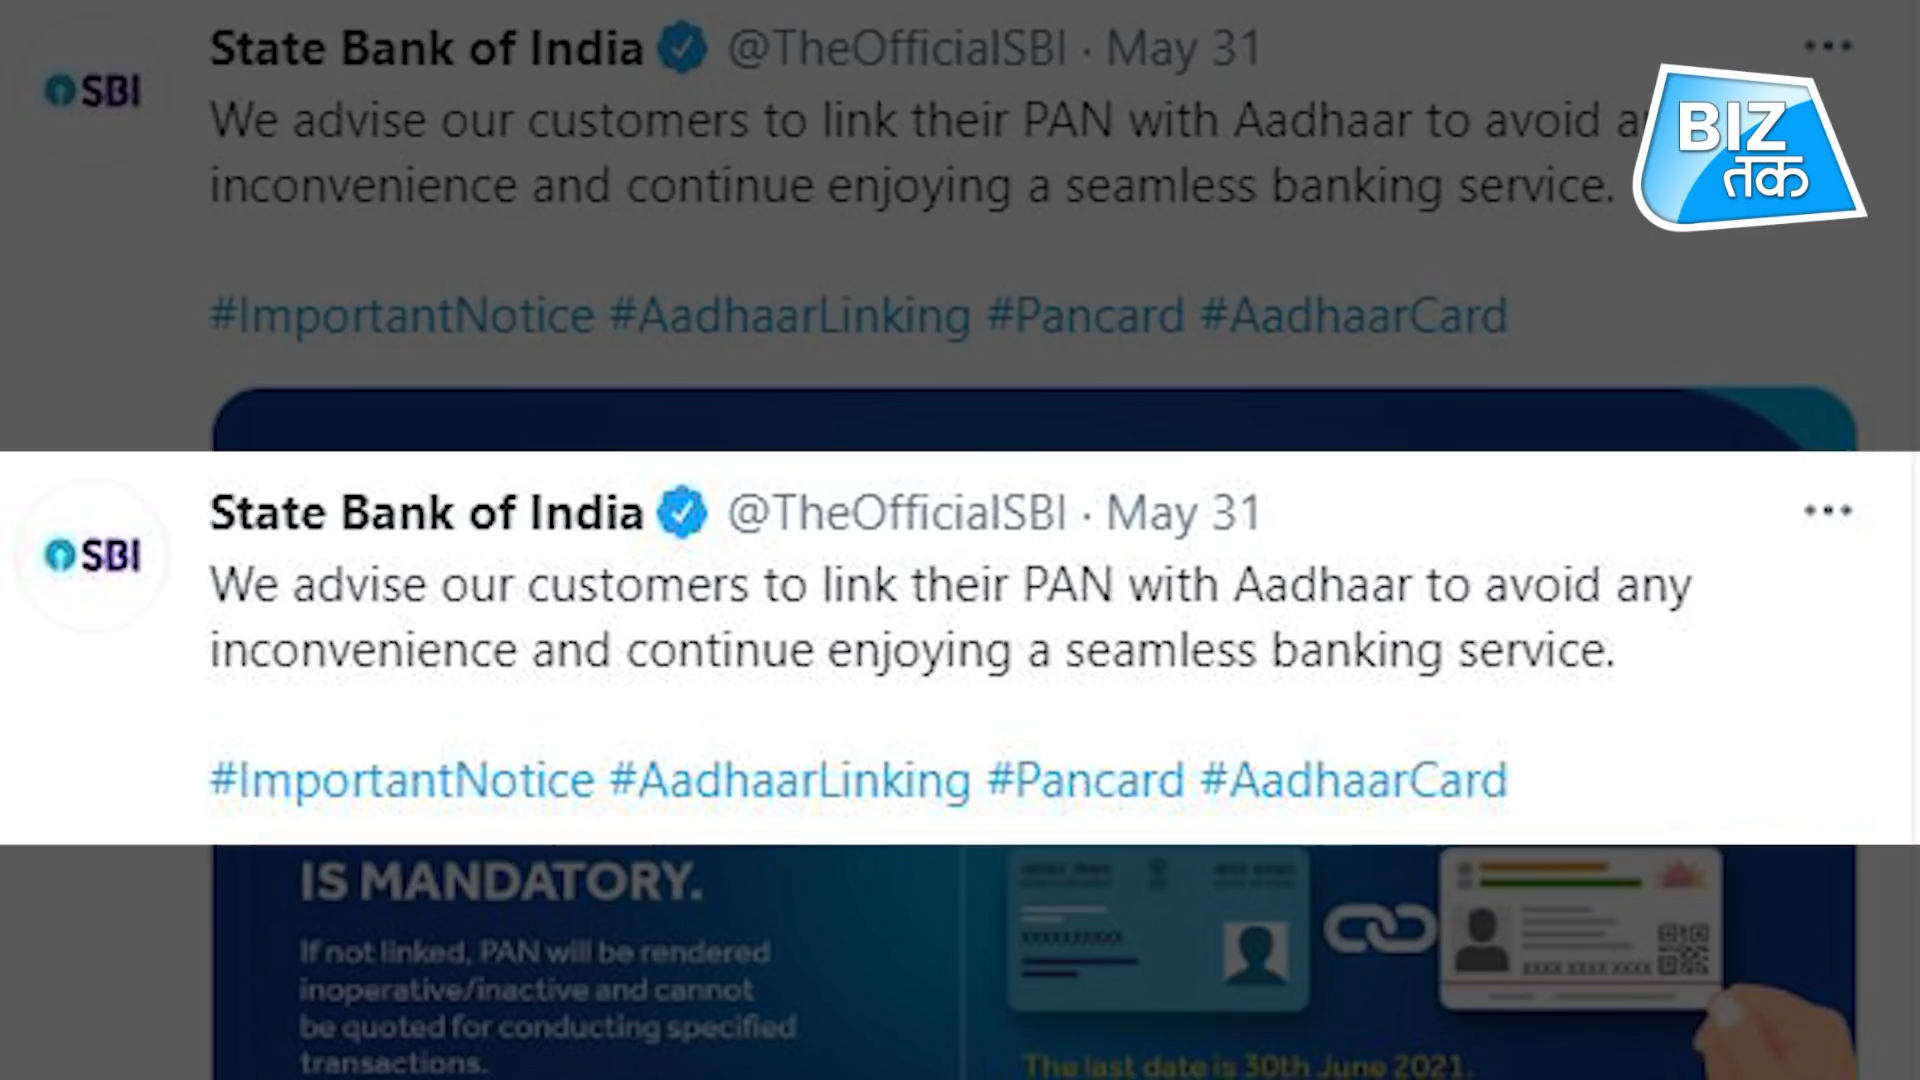 State Bank of India @TheOfficialSBI · May 31
SBI
We advise our customers to link their PAN with Aadhaar to avoid
inconvenience and continue enjoying a seamless banking service.
BIZ
तक
#ImportantNotice #AadhaarLinking #Pancard #AadhaarCard
State Bank of India @TheOfficialSBI · May 31
SBI
We advise our customers to link their PAN with Aadhaar to avoid any
inconvenience and continue enjoying a seamless banking service.
#ImportantNotice #AadhaarLinking #Pancard #AadhaarCard
IS MANDATORY.
If not linked, PAN will be rendered
inoperative/inactive and cannot
be quoted for conducting specified
transactions.
XXXXXXXXXX
XXXX XXXX XXXX
The last date is 30th June 2021.